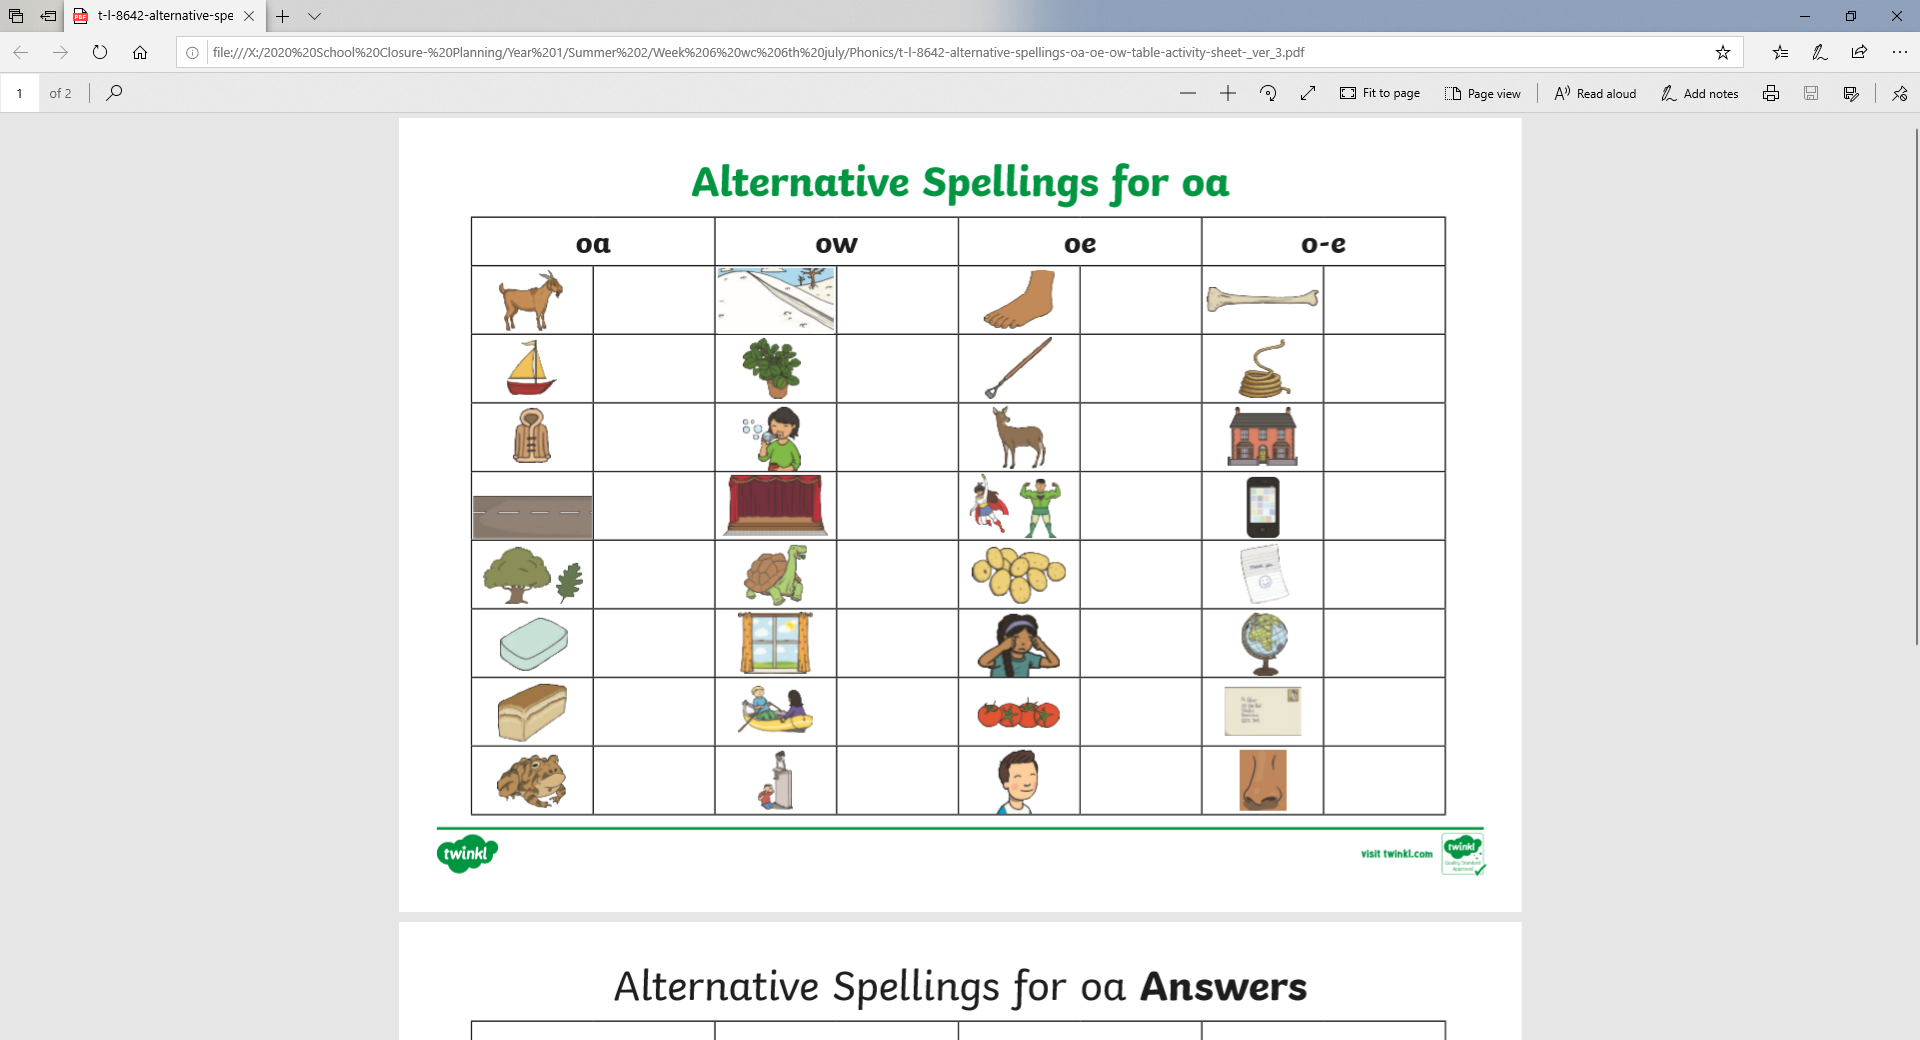 t-l-8642-alternative-spe
file:///X:/2020%20School%20Closure-%20Planning/Year%201/Summer%202/Week%206%20wc%206th%20july/Phonics/t-l-8642-alternative-spellings-oa-oe-ow-table-activity-sheet-_ver_3.pdf
1 of 2
Fit to page
Page view
Read aloud
Add notes
Alternative Spellings for oa
oa ow oe o-e
twinkl
visit twinkl.com
twinkl
Quality Standard
Approved
Alternative Spellings for oa Answers